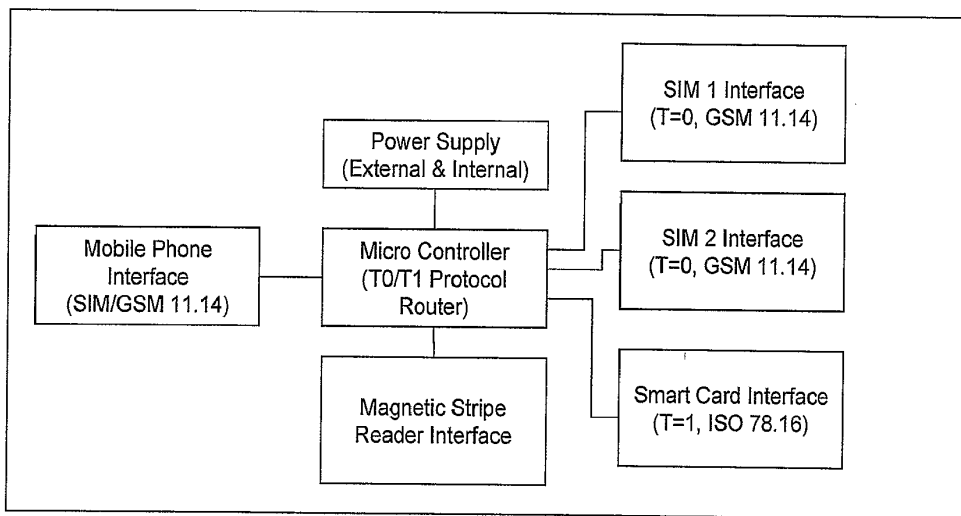 SIM 1 Interface
(T=0, GSM 11.14)
Power Supply
(External & Internal)
Mobile Phone
Interface
(SIM/GSM 11.14)
Micro Controller
(T0/T1 Protocol
Router)
SIM 2 Interface
(T=0, GSM 11.14)
Magnetic Stripe
Reader Interface
Smart Card Interface
(T=1, ISO 78.16)